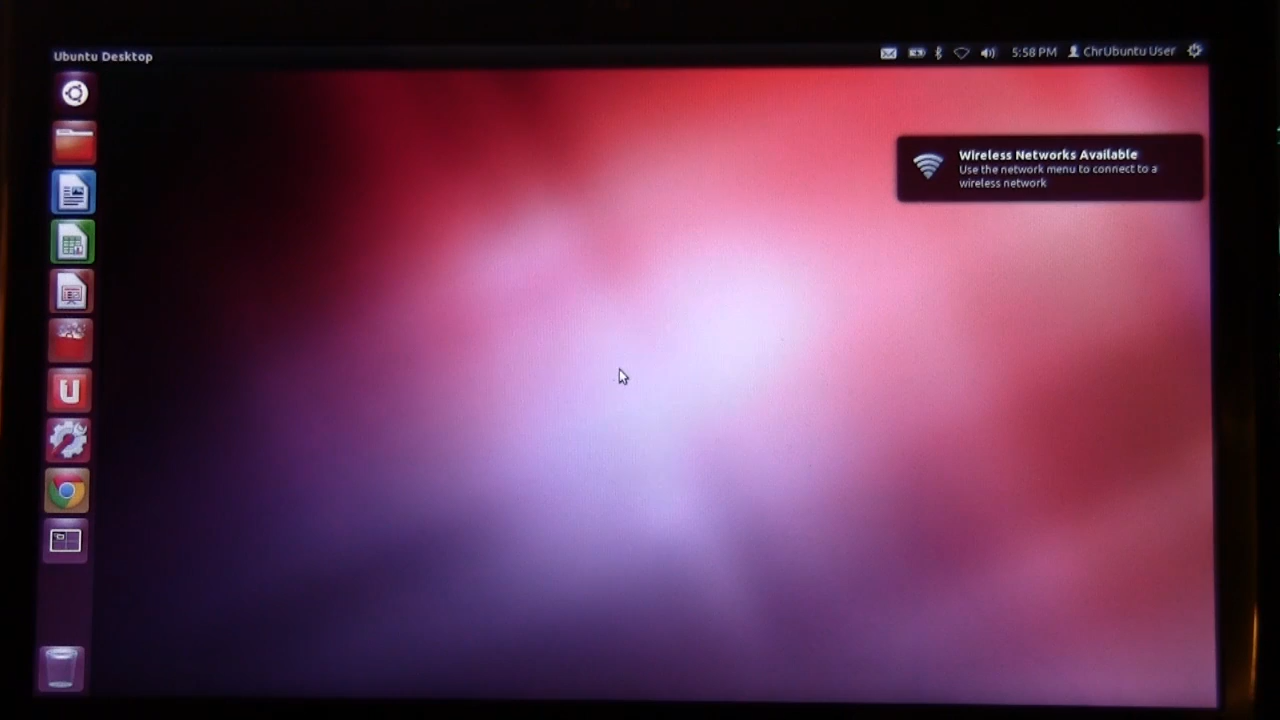 Ubuntu Desktop
5:58 PM ChrUbuntu User
Wireless Networks Available
Use the network menu to connect to a
wireless network
U